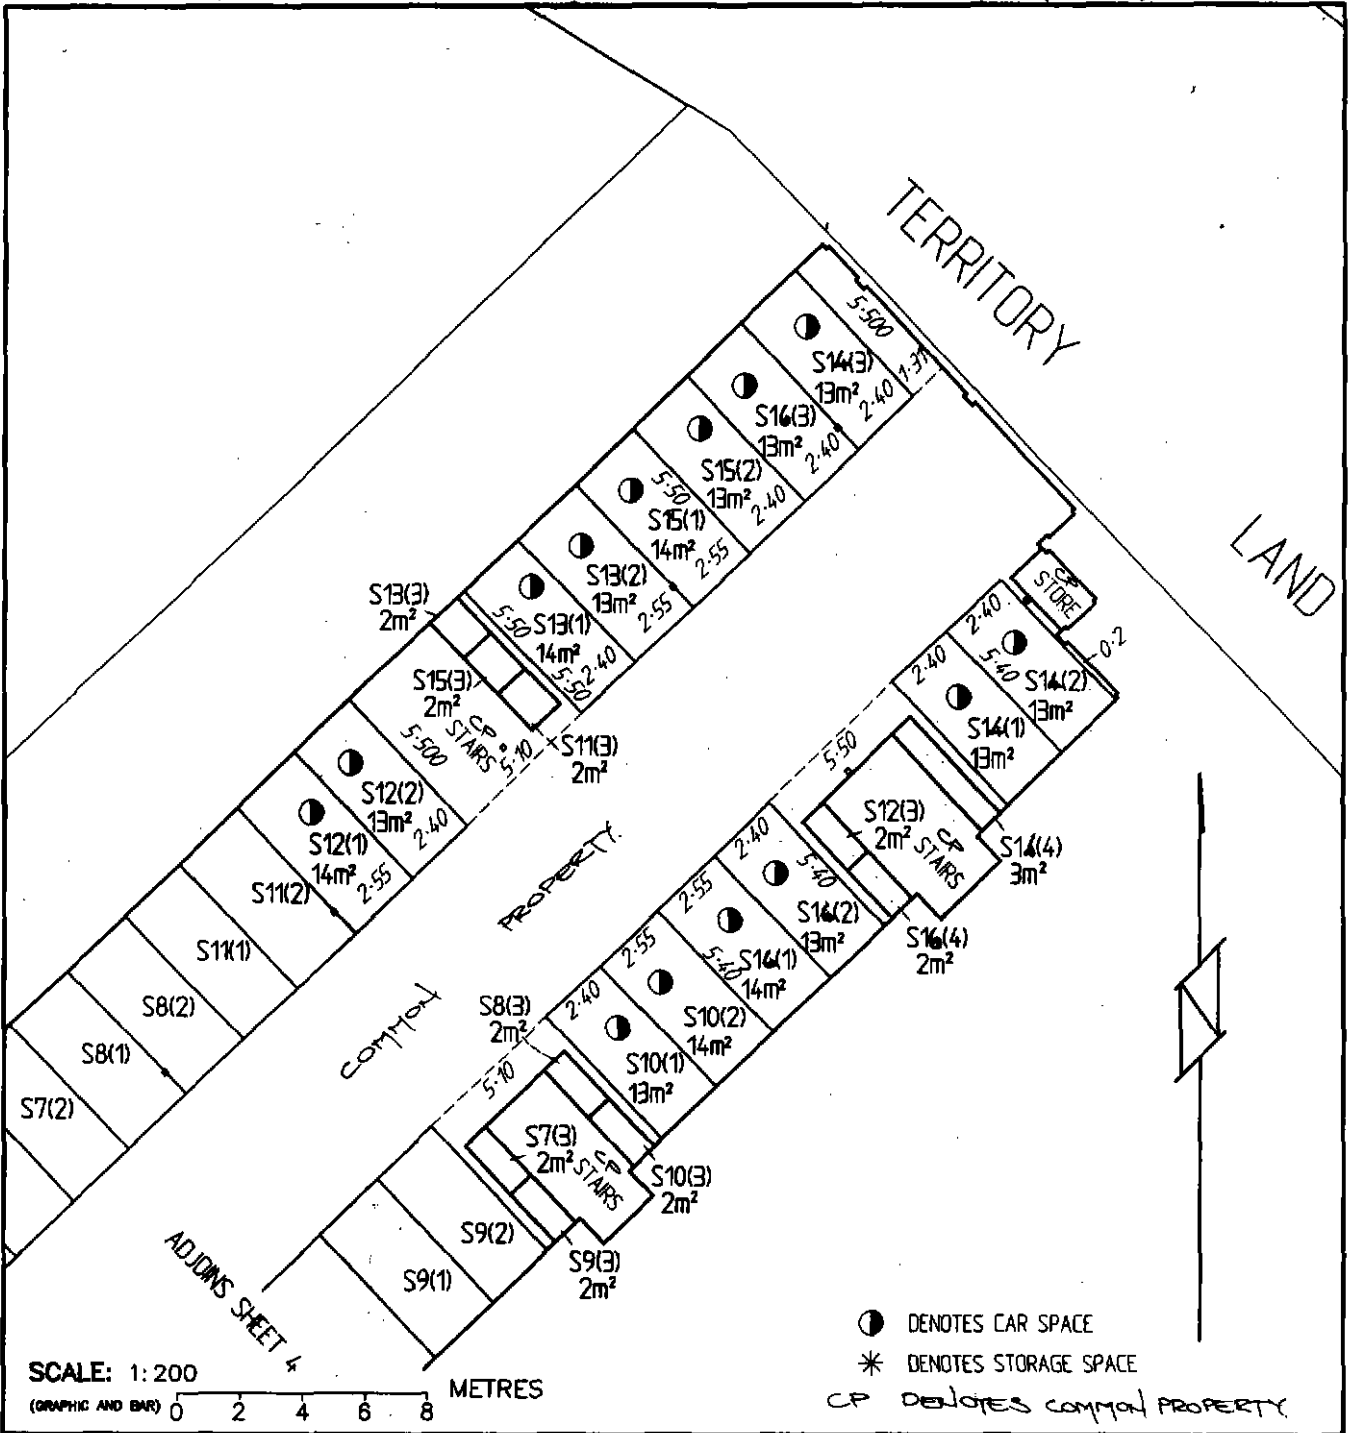 TERRITORY
LAND
5·500
1·37
S14(3)
13m²
2·40
S16(3)
13m²
2·40
S15(2)
13m²
2·40
5·50
S15(1)
14m²
2·55
S13(2)
13m²
2·55
S13(3)
2m²
5·50
S13(1)
14m²
2·40
5·50
S15(3)
2m²
CP
STAIRS
5·10
S11(3)
2m²
5·500
S12(2)
13m²
2·40
S12(1)
14m²
2·55
S11(2)
S11(1)
S8(2)
S8(1)
S7(2)
COMMON
PROPERTY.
CP
STORE
0·2
2·40
5·40
S14(2)
13m²
2·40
S14(1)
13m²
5·50
S12(3)
2m²
CP
STAIRS
S14(4)
3m²
S16(4)
2m²
2·40
5·40
S16(2)
13m²
2·55
5·40
S16(1)
14m²
2·55
S10(2)
14m²
2·40
S10(1)
13m²
S8(3)
2m²
5·10
S7(3)
2m²
CP
STAIRS
S10(3)
2m²
S9(3)
2m²
S9(2)
S9(1)
ADJOINS SHEET 4
SCALE: 1:200
(GRAPHIC AND BAR)
0 2 4 6 8
METRES
DENOTES CAR SPACE
✳ DENOTES STORAGE SPACE
CP DENOTES COMMON PROPERTY.